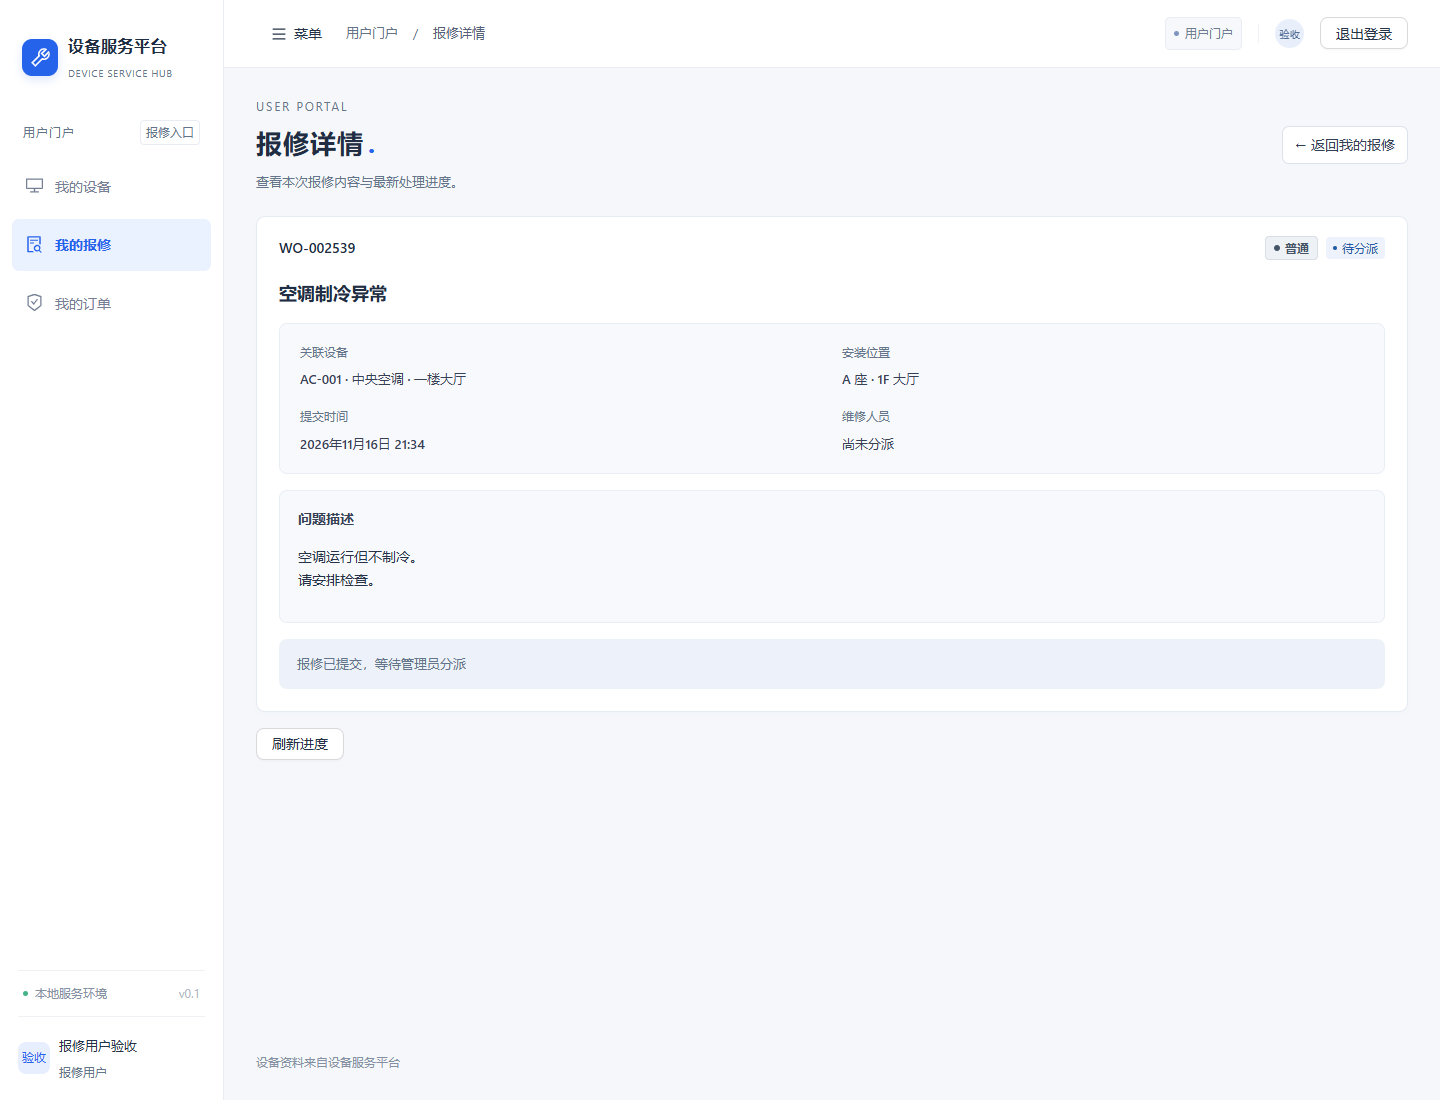 设备服务平台
DEVICE SERVICE HUB
用户门户
报修入口
我的设备
我的报修
我的订单
本地服务环境
v0.1
验收
报修用户验收
报修用户
菜单
用户门户 / 报修详情
用户门户
验收
退出登录
USER PORTAL
报修详情.
← 返回我的报修
查看本次报修内容与最新处理进度。
WO-002539
普通
待分派
空调制冷异常
关联设备
AC-001 · 中央空调 · 一楼大厅
安装位置
A 座 · 1F 大厅
提交时间
2026年11月16日 21:34
维修人员
尚未分派
问题描述
空调运行但不制冷。
请安排检查。
报修已提交，等待管理员分派
刷新进度
设备资料来自设备服务平台